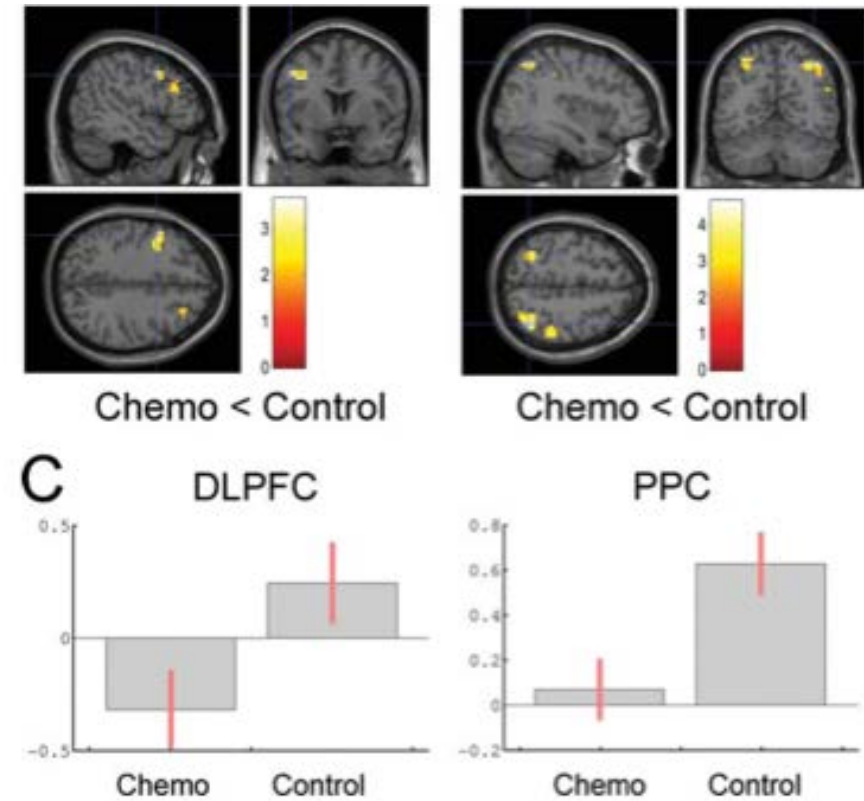 3
2
1
0
4
3
2
1
0
Chemo < Control
Chemo < Control
C
DLPFC
PPC
0.5
0
-0.5
0.8
0.6
0.4
0.2
0
-0.2
Chemo
Control
Chemo
Control